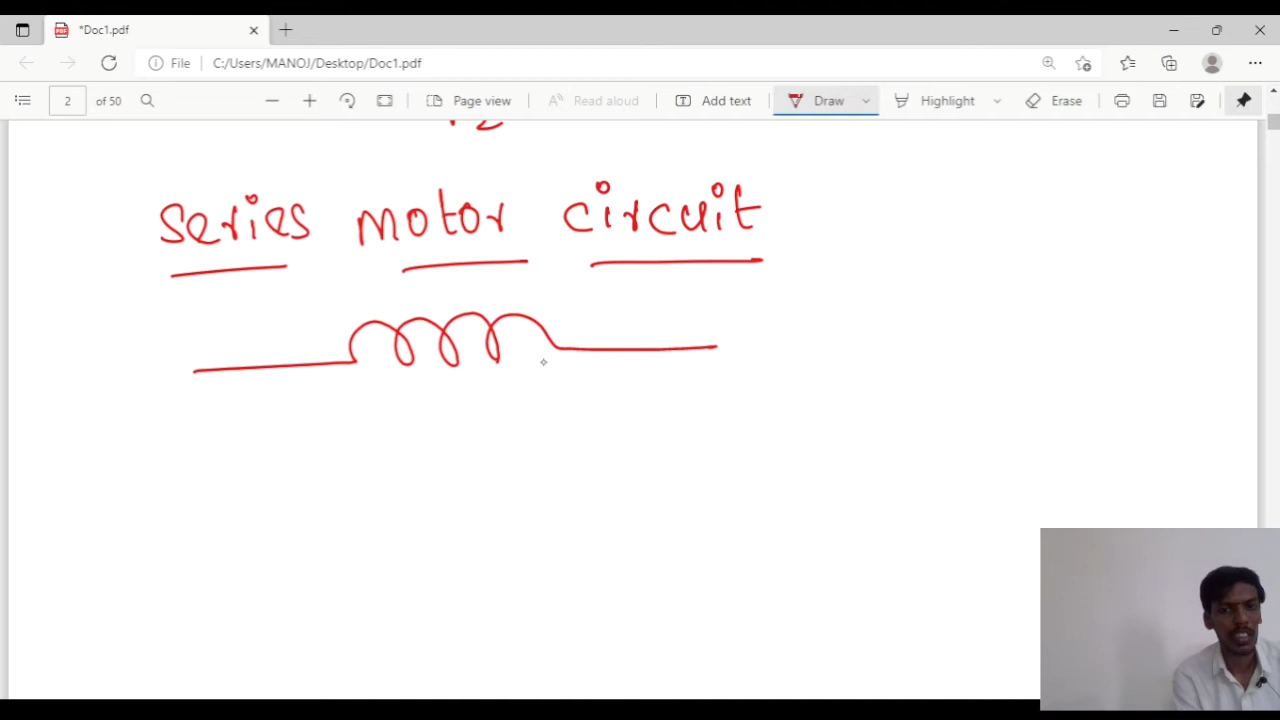 *Doc1.pdf
File C:/Users/MANOJ/Desktop/Doc1.pdf
2 of 50 Page view Read aloud Add text Draw Highlight Erase
series motor circuit